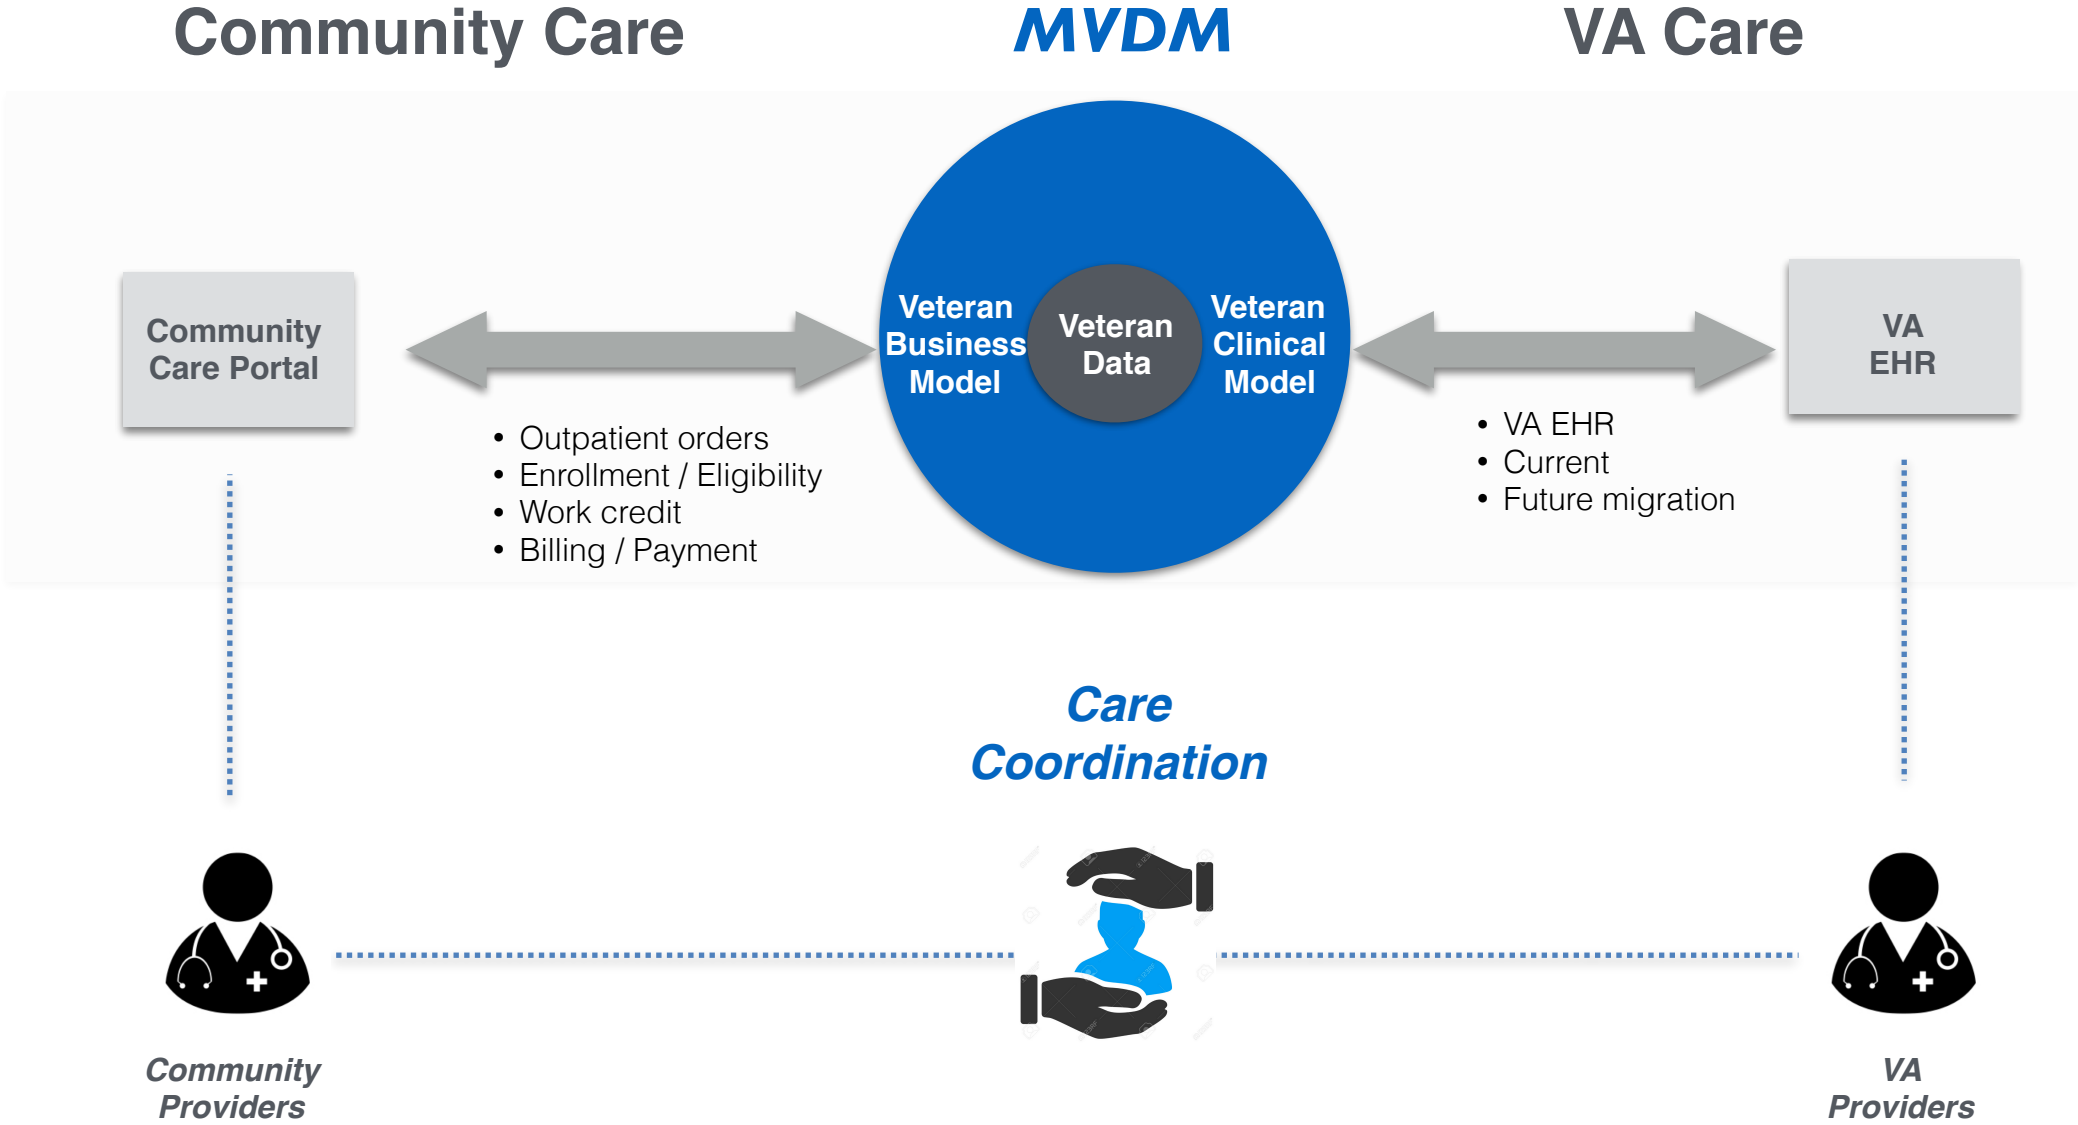 Community Care
MVDM
VA Care
Community
Care Portal
Veteran
Business
Model
Veteran
Data
Veteran
Clinical
Model
VA
EHR
• Outpatient orders
• Enrollment / Eligibility
• Work credit
• Billing / Payment
• VA EHR
• Current
• Future migration
Care
Coordination
Community
Providers
VA
Providers